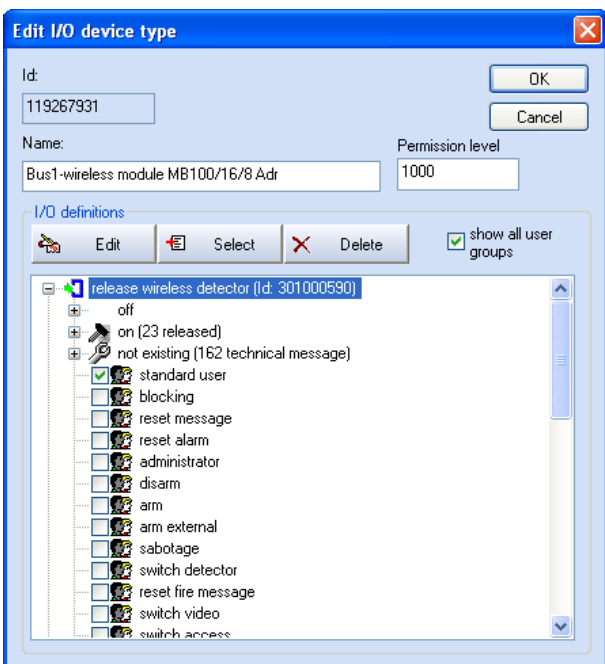 Edit I/O device type
Id:
OK
119267931
Cancel
Name:
Permission level
Bus1-wireless module MB100/16/8 Adr
1000
I/O definitions
Edit
Select
Delete
show all user
groups
release wireless detector (Id: 301000590)
off
on (23 released)
not existing (162 technical message)
standard user
blocking
reset message
reset alarm
administrator
disarm
arm
arm external
sabotage
switch detector
reset fire message
switch video
switch access